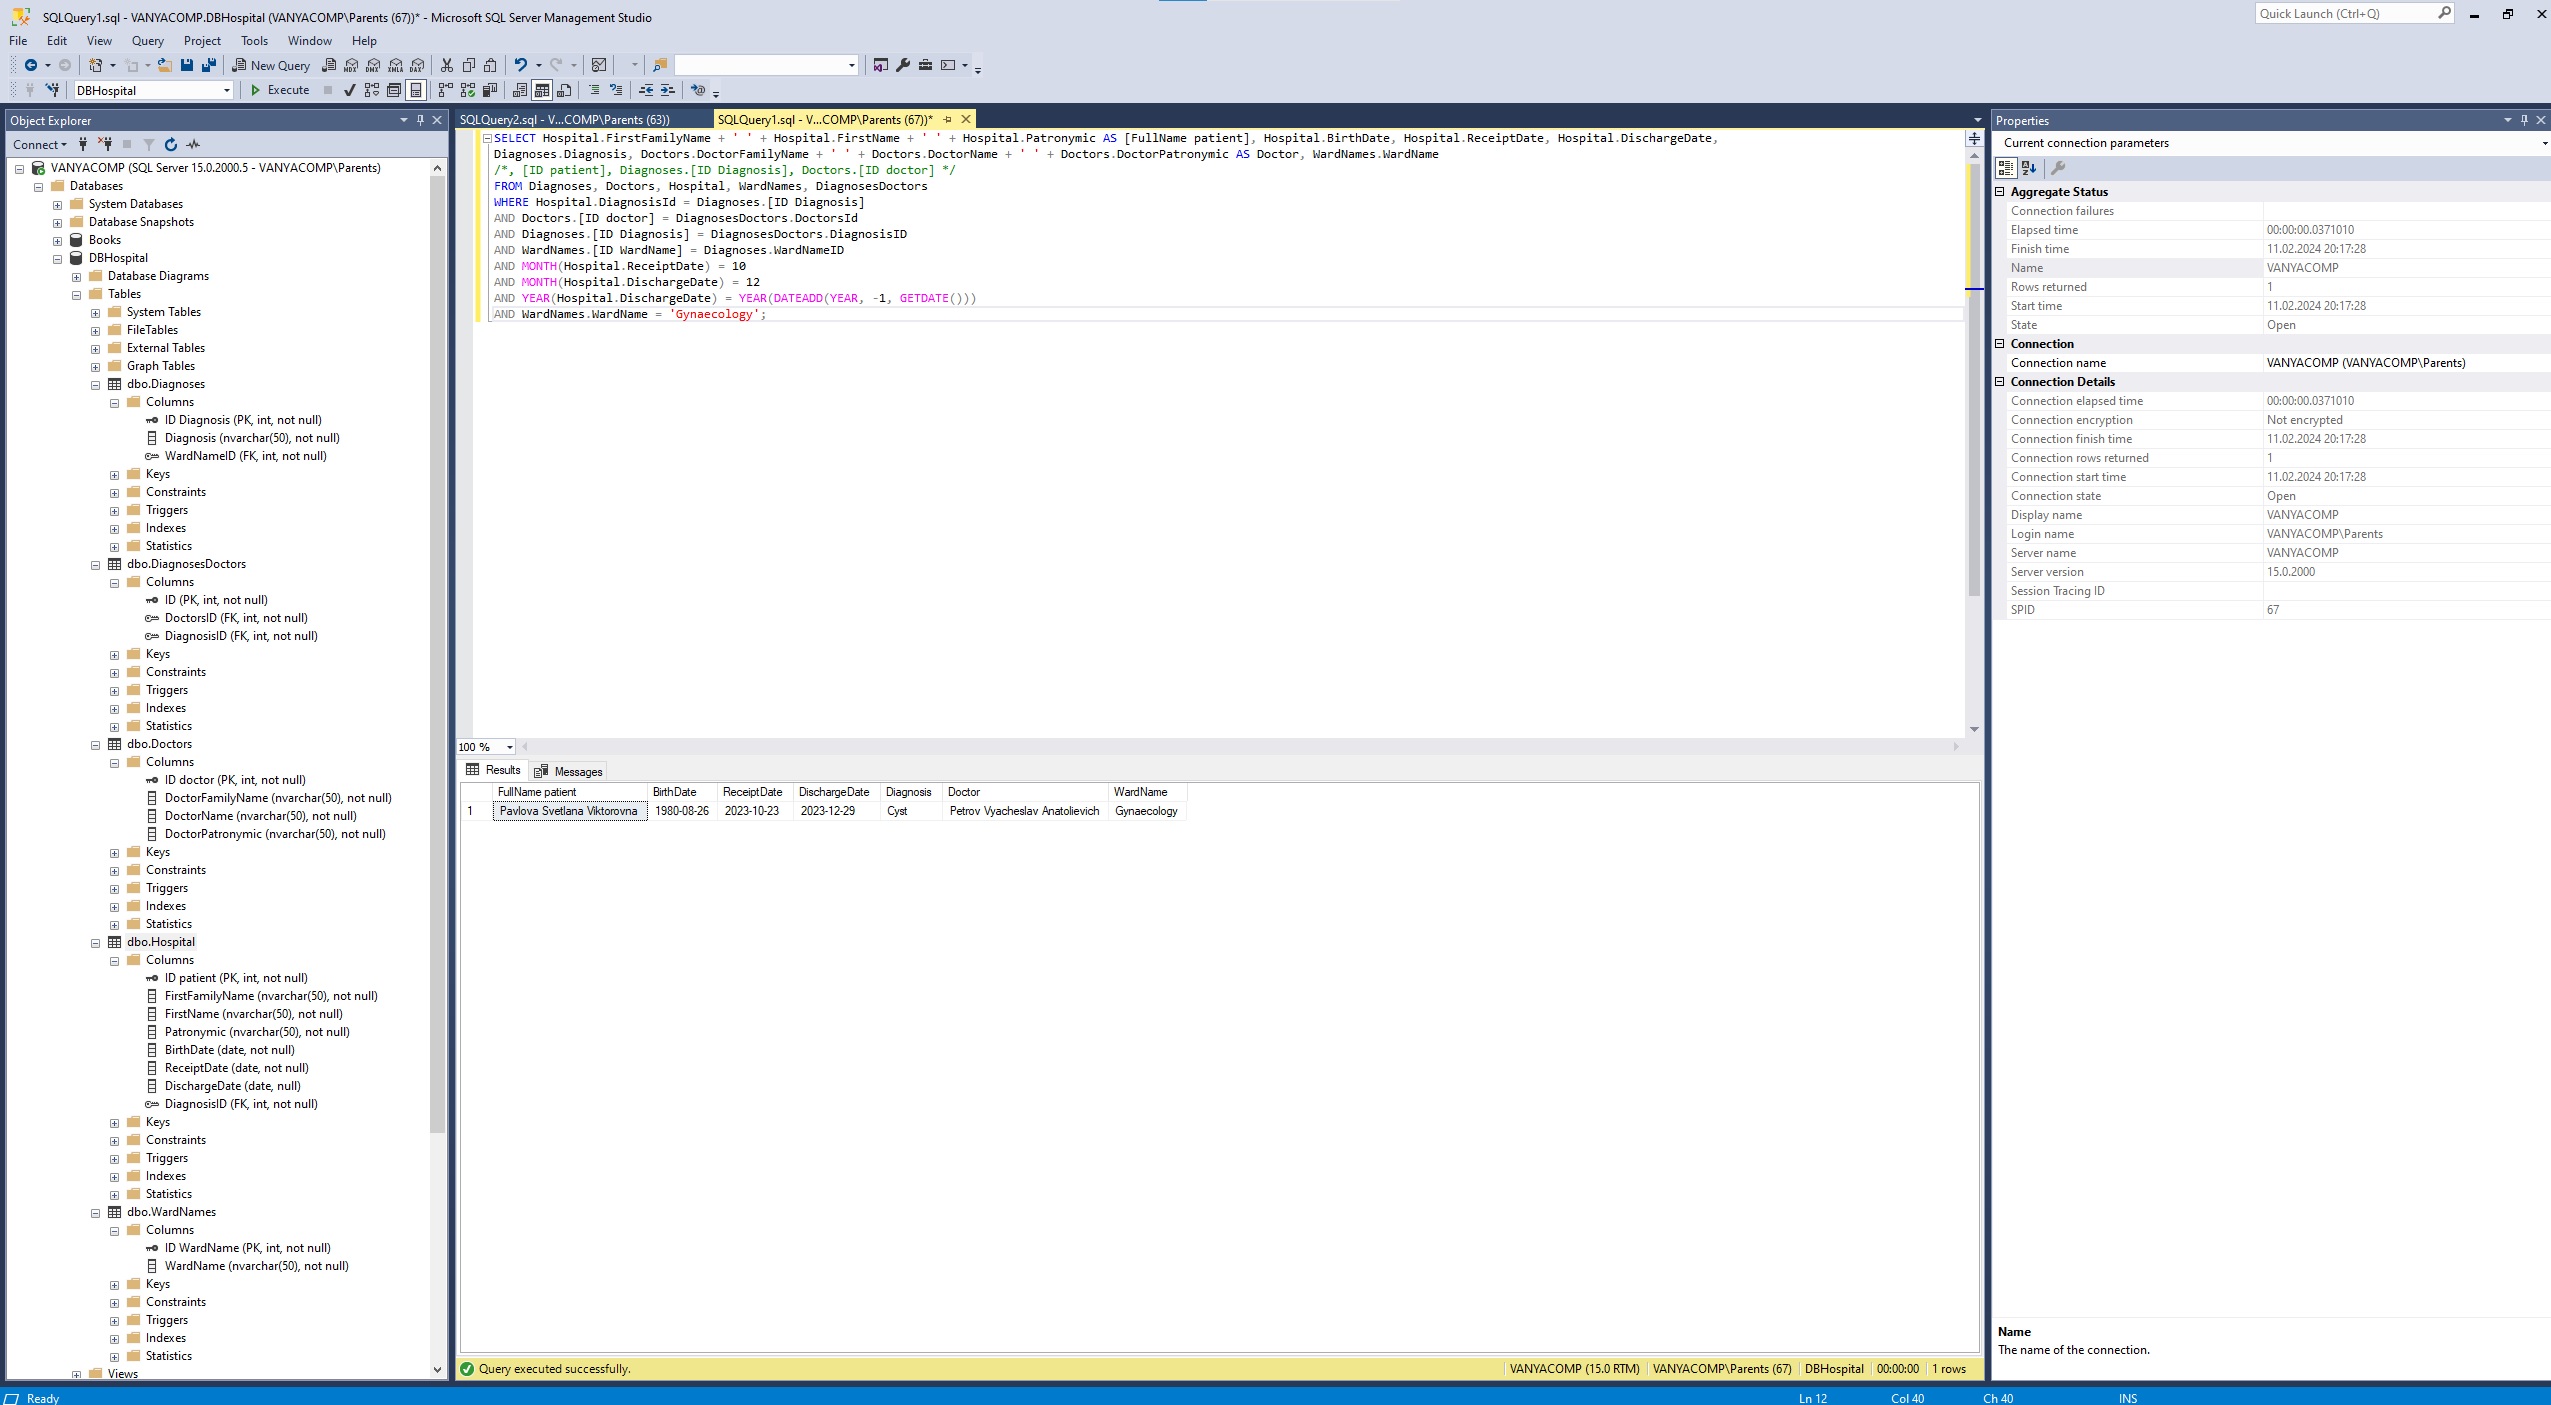 SQLQuery1.sql - VANYACOMP.DBHospital (VANYACOMP\Parents (67))* - Microsoft SQL Server Management Studio
Quick Launch (Ctrl+Q)
File Edit View Query Project Tools Window Help
New Query
DBHospital Execute
Object Explorer
Connect
VANYACOMP (SQL Server 15.0.2000.5 - VANYACOMP\Parents)
Databases
System Databases
Database Snapshots
Books
DBHospital
Database Diagrams
Tables
System Tables
FileTables
External Tables
Graph Tables
dbo.Diagnoses
Columns
ID Diagnosis (PK, int, not null)
Diagnosis (nvarchar(50), not null)
WardNameID (FK, int, not null)
Keys
Constraints
Triggers
Indexes
Statistics
dbo.DiagnosesDoctors
Columns
ID (PK, int, not null)
DoctorsID (FK, int, not null)
DiagnosisID (FK, int, not null)
Keys
Constraints
Triggers
Indexes
Statistics
dbo.Doctors
Columns
ID doctor (PK, int, not null)
DoctorFamilyName (nvarchar(50), not null)
DoctorName (nvarchar(50), not null)
DoctorPatronymic (nvarchar(50), not null)
Keys
Constraints
Triggers
Indexes
Statistics
dbo.Hospital
Columns
ID patient (PK, int, not null)
FirstFamilyName (nvarchar(50), not null)
FirstName (nvarchar(50), not null)
Patronymic (nvarchar(50), not null)
BirthDate (date, not null)
ReceiptDate (date, not null)
DischargeDate (date, null)
DiagnosisID (FK, int, not null)
Keys
Constraints
Triggers
Indexes
Statistics
dbo.WardNames
Columns
ID WardName (PK, int, not null)
WardName (nvarchar(50), not null)
Keys
Constraints
Triggers
Indexes
Statistics
Views
SQLQuery2.sql - V...COMP\Parents (63)) SQLQuery1.sql - V...COMP\Parents (67))*
SELECT Hospital.FirstFamilyName + ' ' + Hospital.FirstName + ' ' + Hospital.Patronymic AS [FullName patient], Hospital.BirthDate, Hospital.ReceiptDate, Hospital.DischargeDate,
Diagnoses.Diagnosis, Doctors.DoctorFamilyName + ' ' + Doctors.DoctorName + ' ' + Doctors.DoctorPatronymic AS Doctor, WardNames.WardName
/*, [ID patient], Diagnoses.[ID Diagnosis], Doctors.[ID doctor] */
FROM Diagnoses, Doctors, Hospital, WardNames, DiagnosesDoctors
WHERE Hospital.DiagnosisId = Diagnoses.[ID Diagnosis]
AND Doctors.[ID doctor] = DiagnosesDoctors.DoctorsId
AND Diagnoses.[ID Diagnosis] = DiagnosesDoctors.DiagnosisID
AND WardNames.[ID WardName] = Diagnoses.WardNameID
AND MONTH(Hospital.ReceiptDate) = 10
AND MONTH(Hospital.DischargeDate) = 12
AND YEAR(Hospital.DischargeDate) = YEAR(DATEADD(YEAR, -1, GETDATE()))
AND WardNames.WardName = 'Gynaecology';
100 %
Results Messages
FullName patient BirthDate ReceiptDate DischargeDate Diagnosis Doctor WardName
1 Pavlova Svetlana Viktorovna 1980-08-26 2023-10-23 2023-12-29 Cyst Petrov Vyacheslav Anatolievich Gynaecology
Query executed successfully. VANYACOMP (15.0 RTM) VANYACOMP\Parents (67) DBHospital 00:00:00 1 rows
Properties
Current connection parameters
Aggregate Status
Connection failures
Elapsed time 00:00:00.0371010
Finish time 11.02.2024 20:17:28
Name VANYACOMP
Rows returned 1
Start time 11.02.2024 20:17:28
State Open
Connection
Connection name VANYACOMP (VANYACOMP\Parents)
Connection Details
Connection elapsed time 00:00:00.0371010
Connection encryption Not encrypted
Connection finish time 11.02.2024 20:17:28
Connection rows returned 1
Connection start time 11.02.2024 20:17:28
Connection state Open
Display name VANYACOMP
Login name VANYACOMP\Parents
Server name VANYACOMP
Server version 15.0.2000
Session Tracing ID
SPID 67
Name
The name of the connection.
Ready Ln 12 Col 40 Ch 40 INS